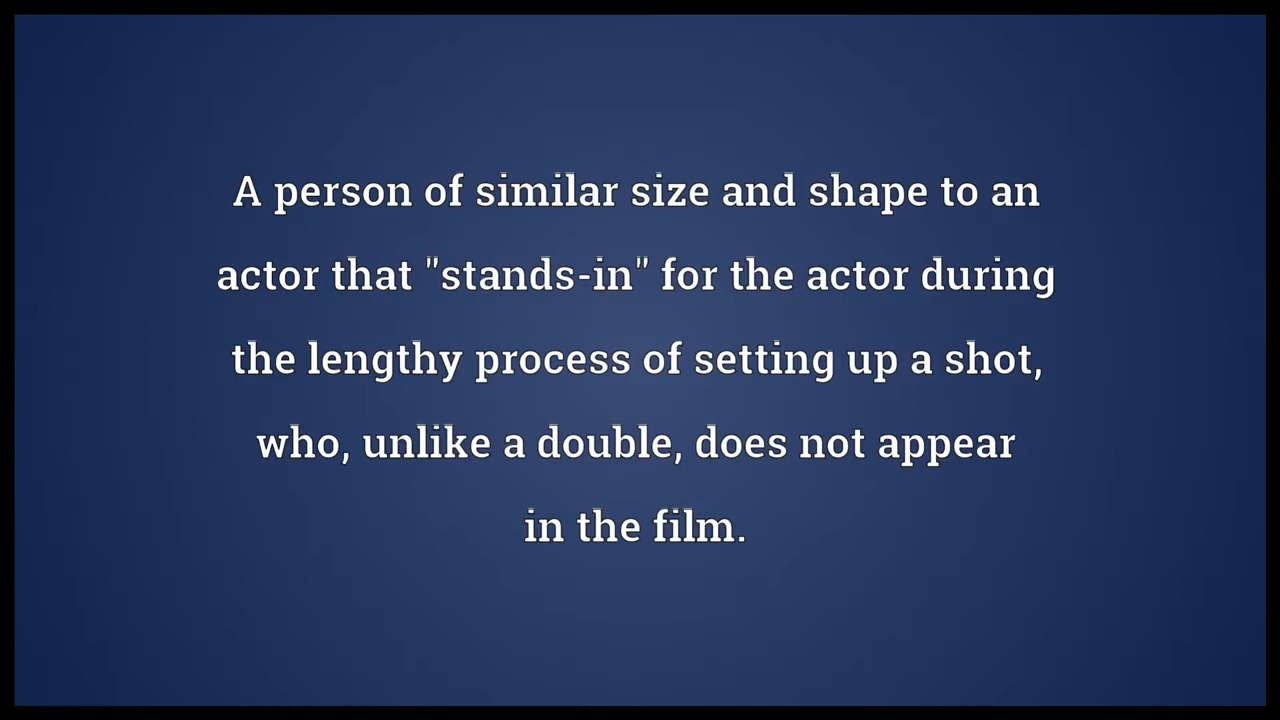 A person of similar size and shape to an
actor that "stands-in" for the actor during
the lengthy process of setting up a shot,
who, unlike a double, does not appear
in the film.